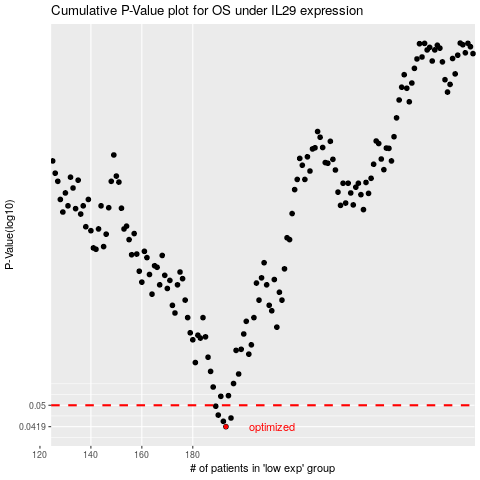 Cumulative P-Value plot for OS under IL29 expression
P-Value(log10)
0.05
0.0419
optimized
120 140 160 180
# of patients in 'low exp' group